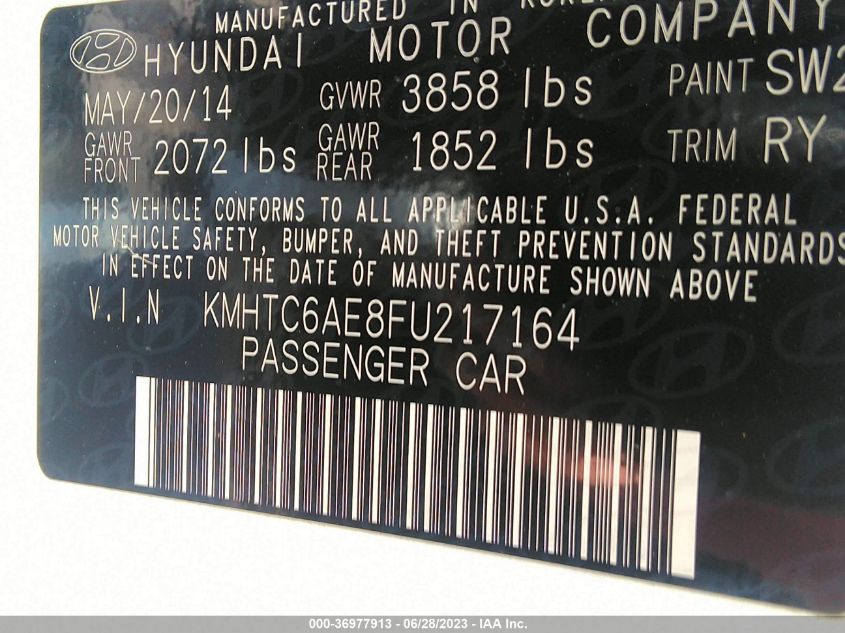 MANUFACTURED IN KOREA
HYUNDAI MOTOR COMPANY
MAY/20/14 GVWR 3858 lbs PAINT SW2
GAWR FRONT 2072 lbs GAWR REAR 1852 lbs TRIM RY
THIS VEHICLE CONFORMS TO ALL APPLICABLE U.S.A. FEDERAL
MOTOR VEHICLE SAFETY, BUMPER, AND THEFT PREVENTION STANDARDS
IN EFFECT ON THE DATE OF MANUFACTURE SHOWN ABOVE
V.I.N KMHTC6AE8FU217164
PASSENGER CAR
000-36977913 - 06/28/2023 - IAA Inc.